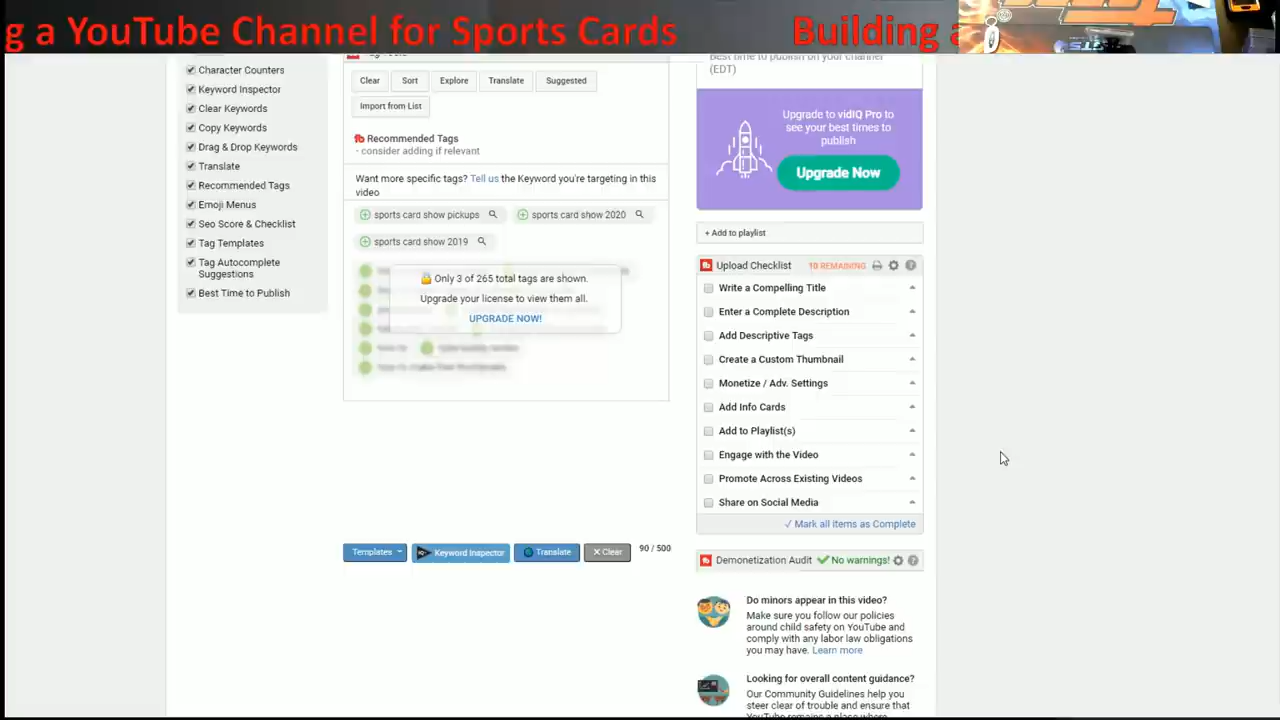 g a YouTube Channel for Sports Cards
Building a
Character Counters
Keyword Inspector
Clear Keywords
Copy Keywords
Drag & Drop Keywords
Translate
Recommended Tags
Emoji Menus
Seo Score & Checklist
Tag Templates
Tag Autocomplete
Suggestions
Best Time to Publish
Clear
Sort
Explore
Translate
Suggested
Import from List
Recommended Tags
- consider adding if relevant
Want more specific tags? Tell us the Keyword you're targeting in this
video
sports card show pickups
sports card show 2020
sports card show 2019
Only 3 of 265 total tags are shown.
Upgrade your license to view them all.
UPGRADE NOW!
Templates
Keyword Inspector
Translate
Clear
90 / 500
Best time to publish on your channel
(EDT)
Upgrade to vidIQ Pro to
see your best times to
publish
Upgrade Now
+ Add to playlist
Upload Checklist
10 REMAINING
Write a Compelling Title
Enter a Complete Description
Add Descriptive Tags
Create a Custom Thumbnail
Monetize / Adv. Settings
Add Info Cards
Add to Playlist(s)
Engage with the Video
Promote Across Existing Videos
Share on Social Media
✓ Mark all items as Complete
Demonetization Audit
No warnings!
Do minors appear in this video?
Make sure you follow our policies
around child safety on YouTube and
comply with any labor law obligations
you may have. Learn more
Looking for overall content guidance?
Our Community Guidelines help you
steer clear of trouble and ensure that
YouTube remains a place where